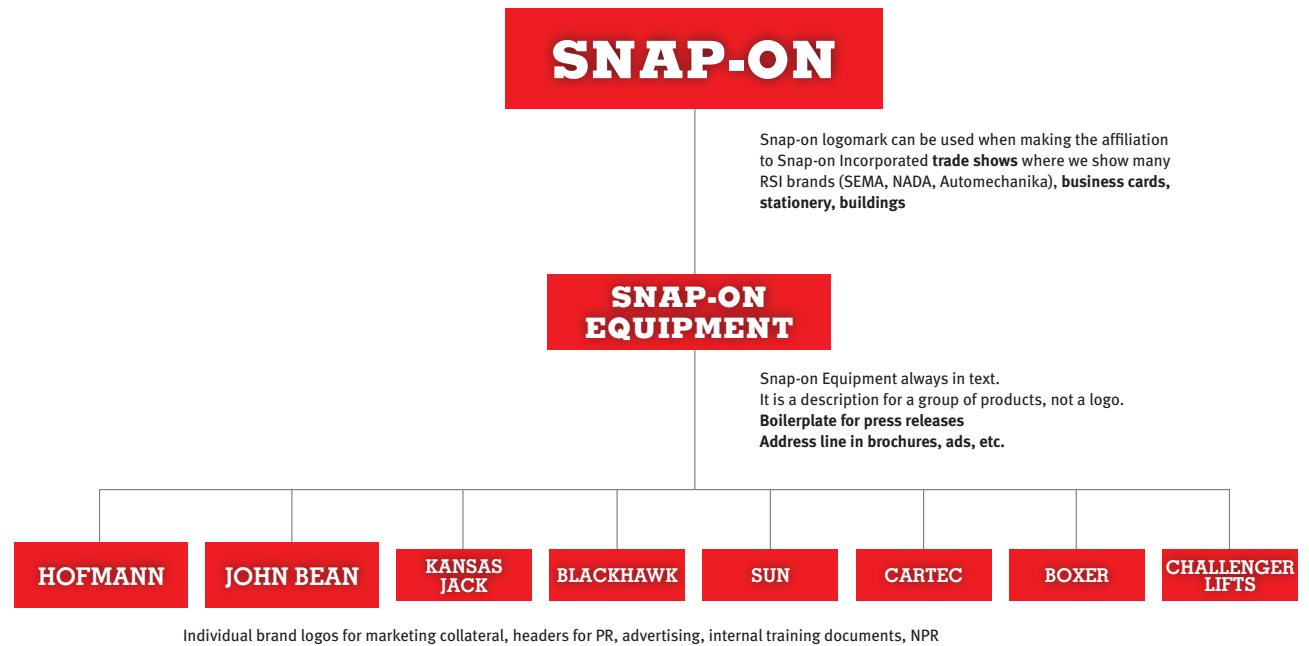 SNAP-ON
Snap-on logomark can be used when making the affiliation
to Snap-on Incorporated trade shows where we show many
RSI brands (SEMA, NADA, Automechanika), business cards,
stationery, buildings
SNAP-ON
EQUIPMENT
Snap-on Equipment always in text.
It is a description for a group of products, not a logo.
Boilerplate for press releases
Address line in brochures, ads, etc.
HOFMANN
JOHN BEAN
KANSAS
JACK
BLACKHAWK
SUN
CARTEC
BOXER
CHALLENGER
LIFTS
Individual brand logos for marketing collateral, headers for PR, advertising, internal training documents, NPR